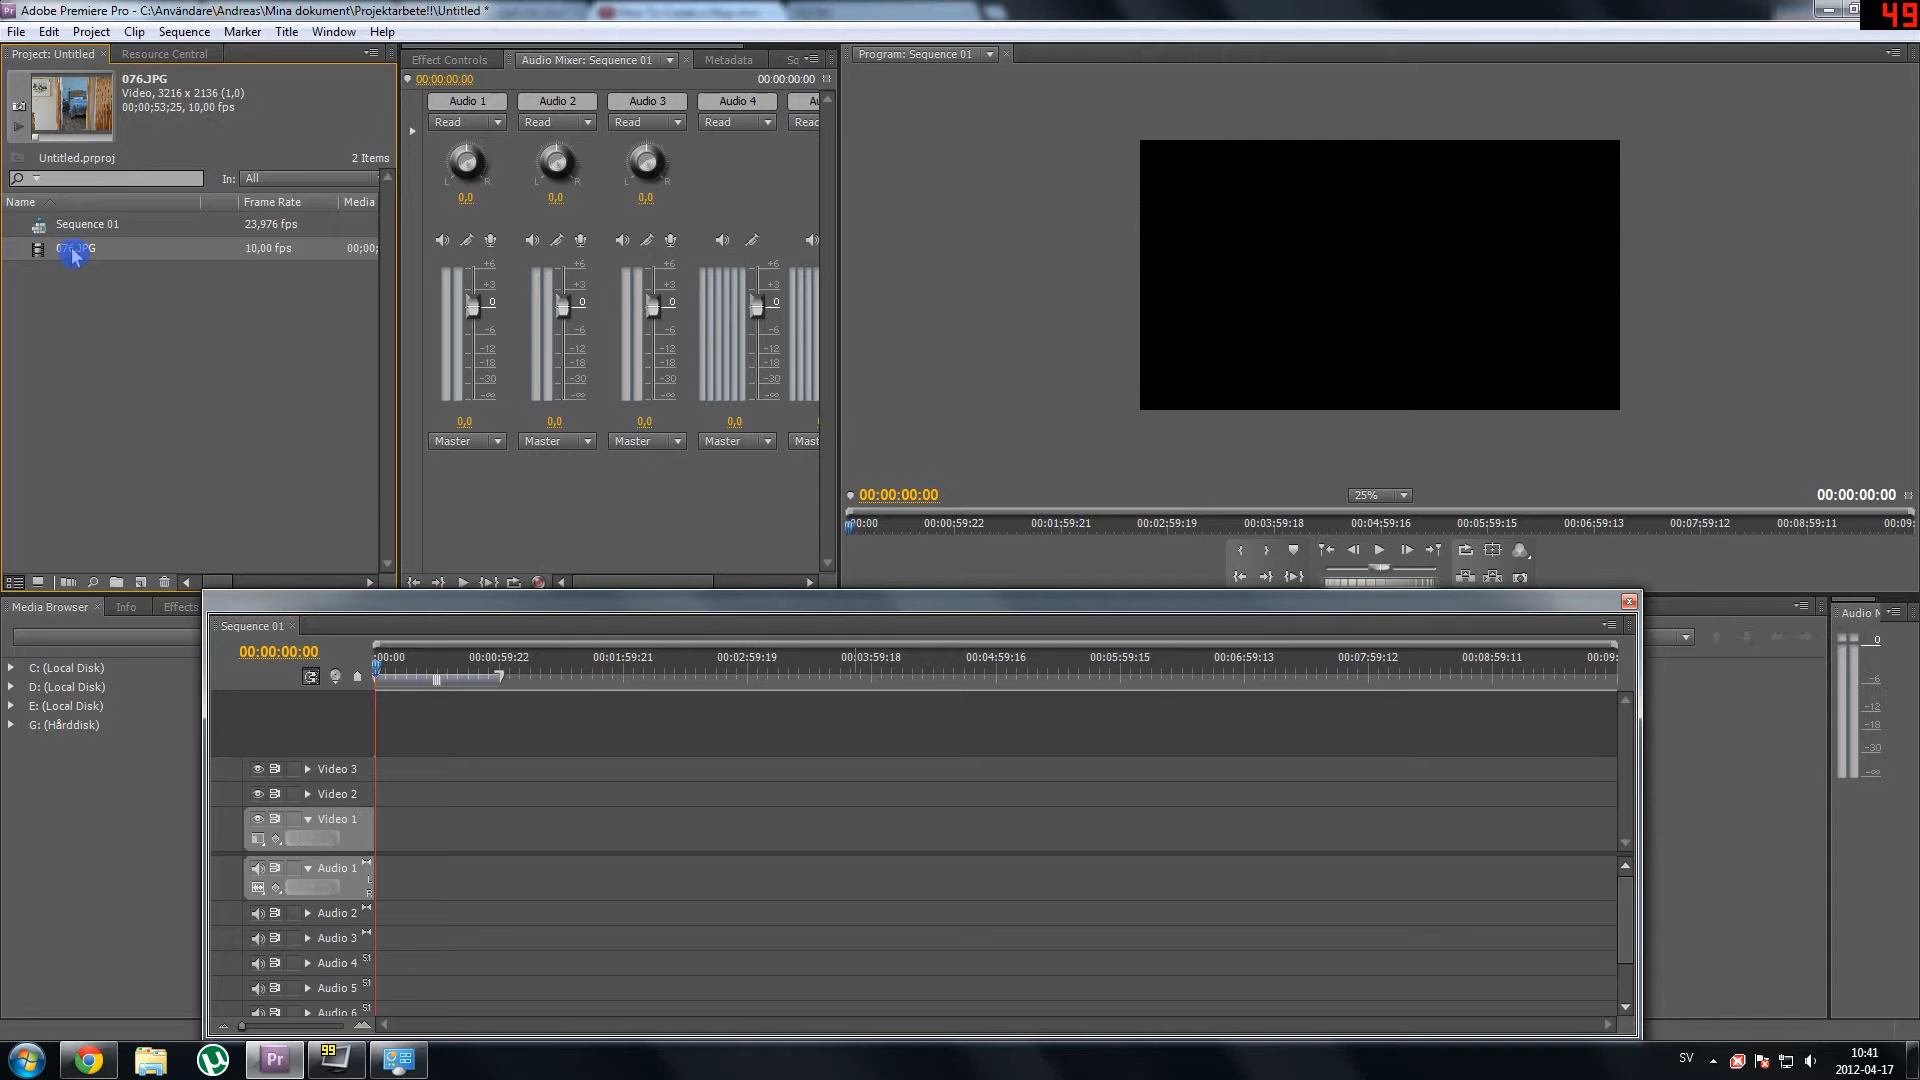 Adobe Premiere Pro - C:\Användare\Andreas\Mina dokument\Projektarbete!!\Untitled *
49
File Edit Project Clip Sequence Marker Title Window Help
Project: Untitled Resource Central
Effect Controls Audio Mixer: Sequence 01 Metadata
Program: Sequence 01
076.JPG
Video, 3216 x 2136 (1,0)
00;00;53;25, 10,00 fps
00:00:00:00 00:00:00:00
Audio 1 Audio 2 Audio 3 Audio 4
Read Read Read Read
L R L R L R
0,0 0,0 0,0
Untitled.prproj 2 Items
In: All
Name Frame Rate Media
Sequence 01 23,976 fps
076.JPG 10,00 fps 00;00;
+6 +6 +6 +6
+3 +3 +3 +3
0 0 0 0
-6 -6 -6 -6
-12 -12 -12 -12
-18 -18 -18 -18
-30 -30 -30 -30
-∞ -∞ -∞ -∞
0,0 0,0 0,0 0,0
Master Master Master Master
00:00:00:00 25% 00:00:00:00
00:00 00:00:59:22 00:01:59:21 00:02:59:19 00:03:59:18 00:04:59:16 00:05:59:15 00:06:59:13 00:07:59:12 00:08:59:11 00:09:
Media Browser Info Effects
C: (Local Disk)
D: (Local Disk)
E: (Local Disk)
G: (Hårddisk)
Sequence 01
00:00:00:00
:00:00 00:00:59:22 00:01:59:21 00:02:59:19 00:03:59:18 00:04:59:16 00:05:59:15 00:06:59:13 00:07:59:12 00:08:59:11 00:09:
Video 3
Video 2
Video 1
Audio 1
L
R
Audio 2
Audio 3
Audio 4 5.1
Audio 5 5.1
Audio 6 5.1
0
-6
-12
-18
-30
-∞
Pr
99
SV
10:41
2012-04-17